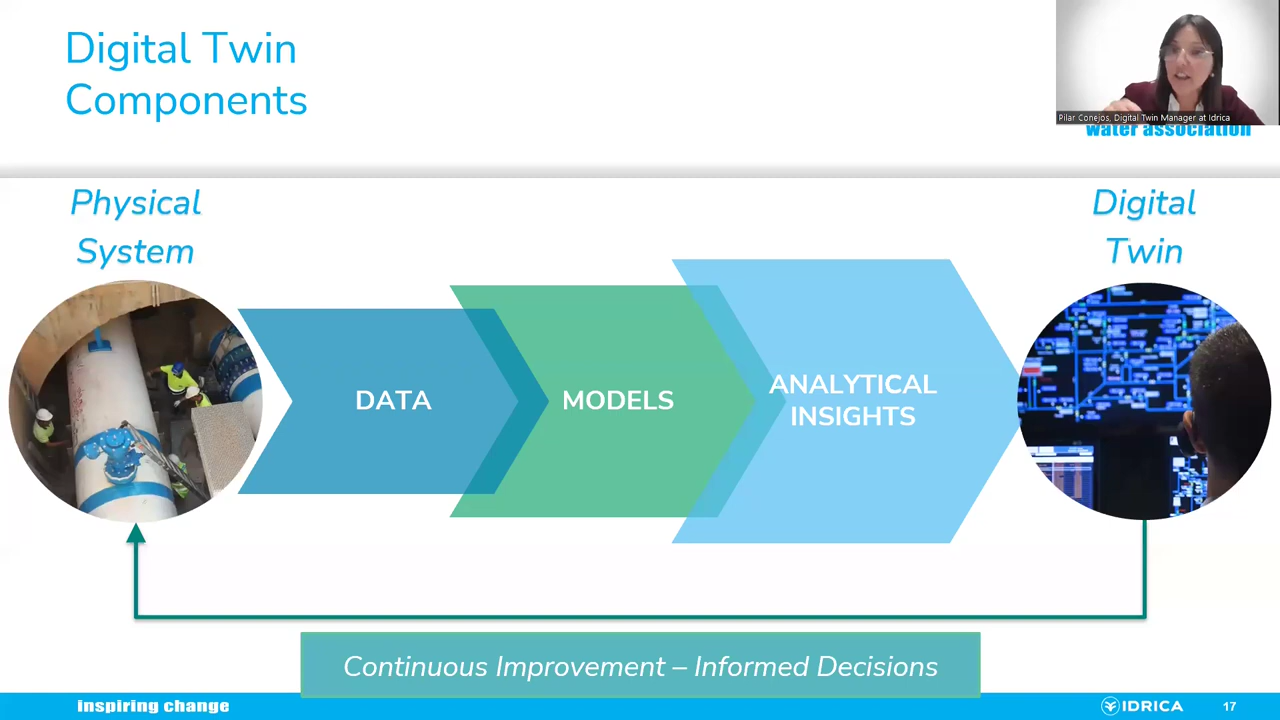 Digital Twin
Components
Pilar Conejos, Digital Twin Manager at Idrica
water association
Physical
System
Digital
Twin
DATA
MODELS
ANALYTICAL
INSIGHTS
Continuous Improvement – Informed Decisions
inspiring change
IDRICA
17